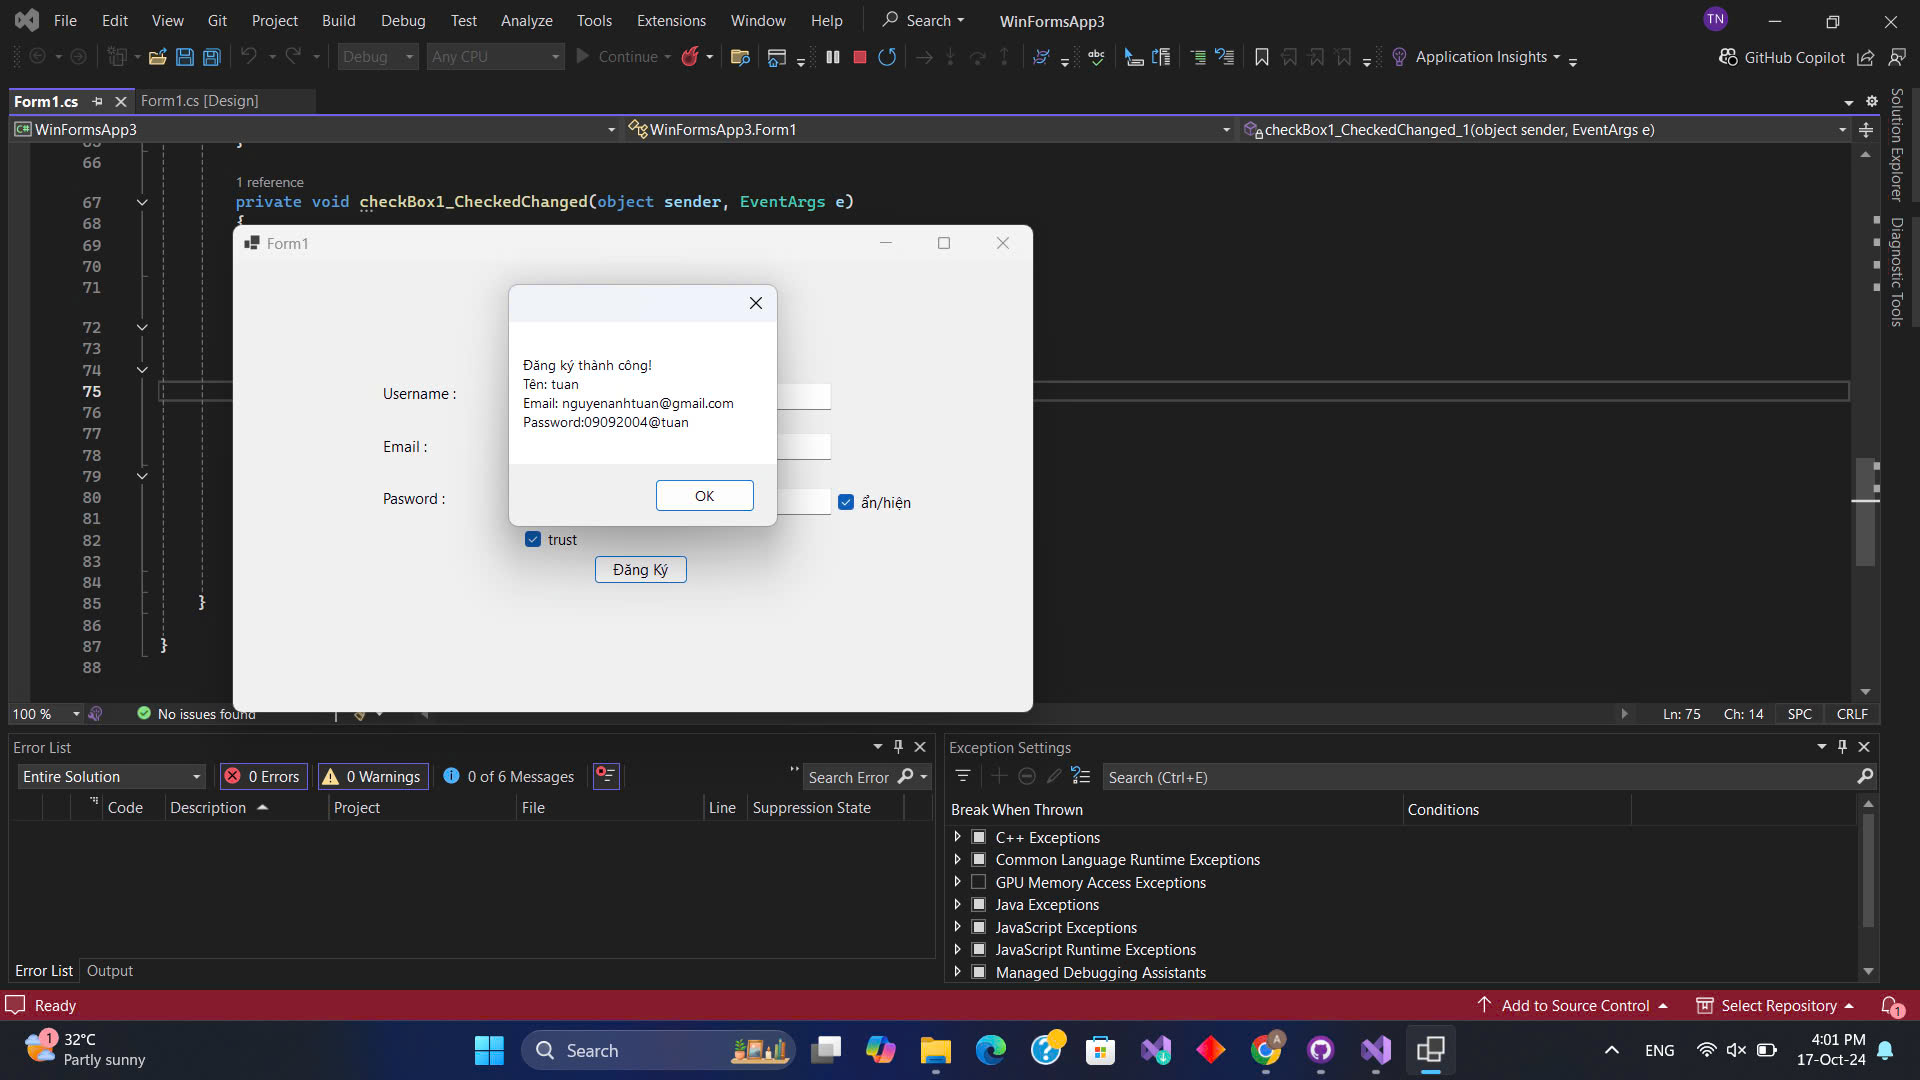 File Edit View Git Project Build Debug Test Analyze Tools Extensions Window Help Search WinFormsApp3 TN
Debug Any CPU Continue abc Application Insights GitHub Copilot
Form1.cs Form1.cs [Design]
C# WinFormsApp3 WinFormsApp3.Form1 checkBox1_CheckedChanged_1(object sender, EventArgs e)
Solution Explorer
Diagnostic Tools
65 }
66
1 reference
67 private void checkBox1_CheckedChanged(object sender, EventArgs e)
68 {
69
70
71
72
73
74
75
76
77
78
79
80
81
82
83
84
85 }
86
87 }
88
Form1
Đăng ký thành công!
Tên: tuan
Email: nguyenanhtuan@gmail.com
Password:09092004@tuan
OK
Username :
Email :
Pasword :
ẩn/hiện
trust
Đăng Ký
100 % No issues found Ln: 75 Ch: 14 SPC CRLF
Error List
Entire Solution 0 Errors 0 Warnings 0 of 6 Messages Search Error
Code Description Project File Line Suppression State
Error List Output
Exception Settings
Search (Ctrl+E)
Break When Thrown Conditions
C++ Exceptions
Common Language Runtime Exceptions
GPU Memory Access Exceptions
Java Exceptions
JavaScript Exceptions
JavaScript Runtime Exceptions
Managed Debugging Assistants
Ready Add to Source Control Select Repository 1
1 32°C
Partly sunny
Search
A
ENG
4:01 PM
17-Oct-24